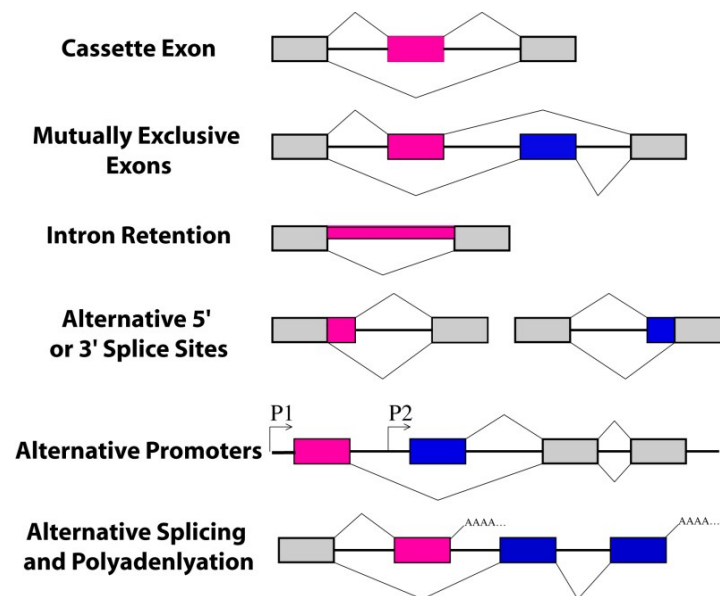 Cassette Exon
Mutually Exclusive
Exons
Intron Retention
Alternative 5'
or 3' Splice Sites
P1 P2
Alternative Promoters
AAAA... AAAA...
Alternative Splicing
and Polyadenlyation